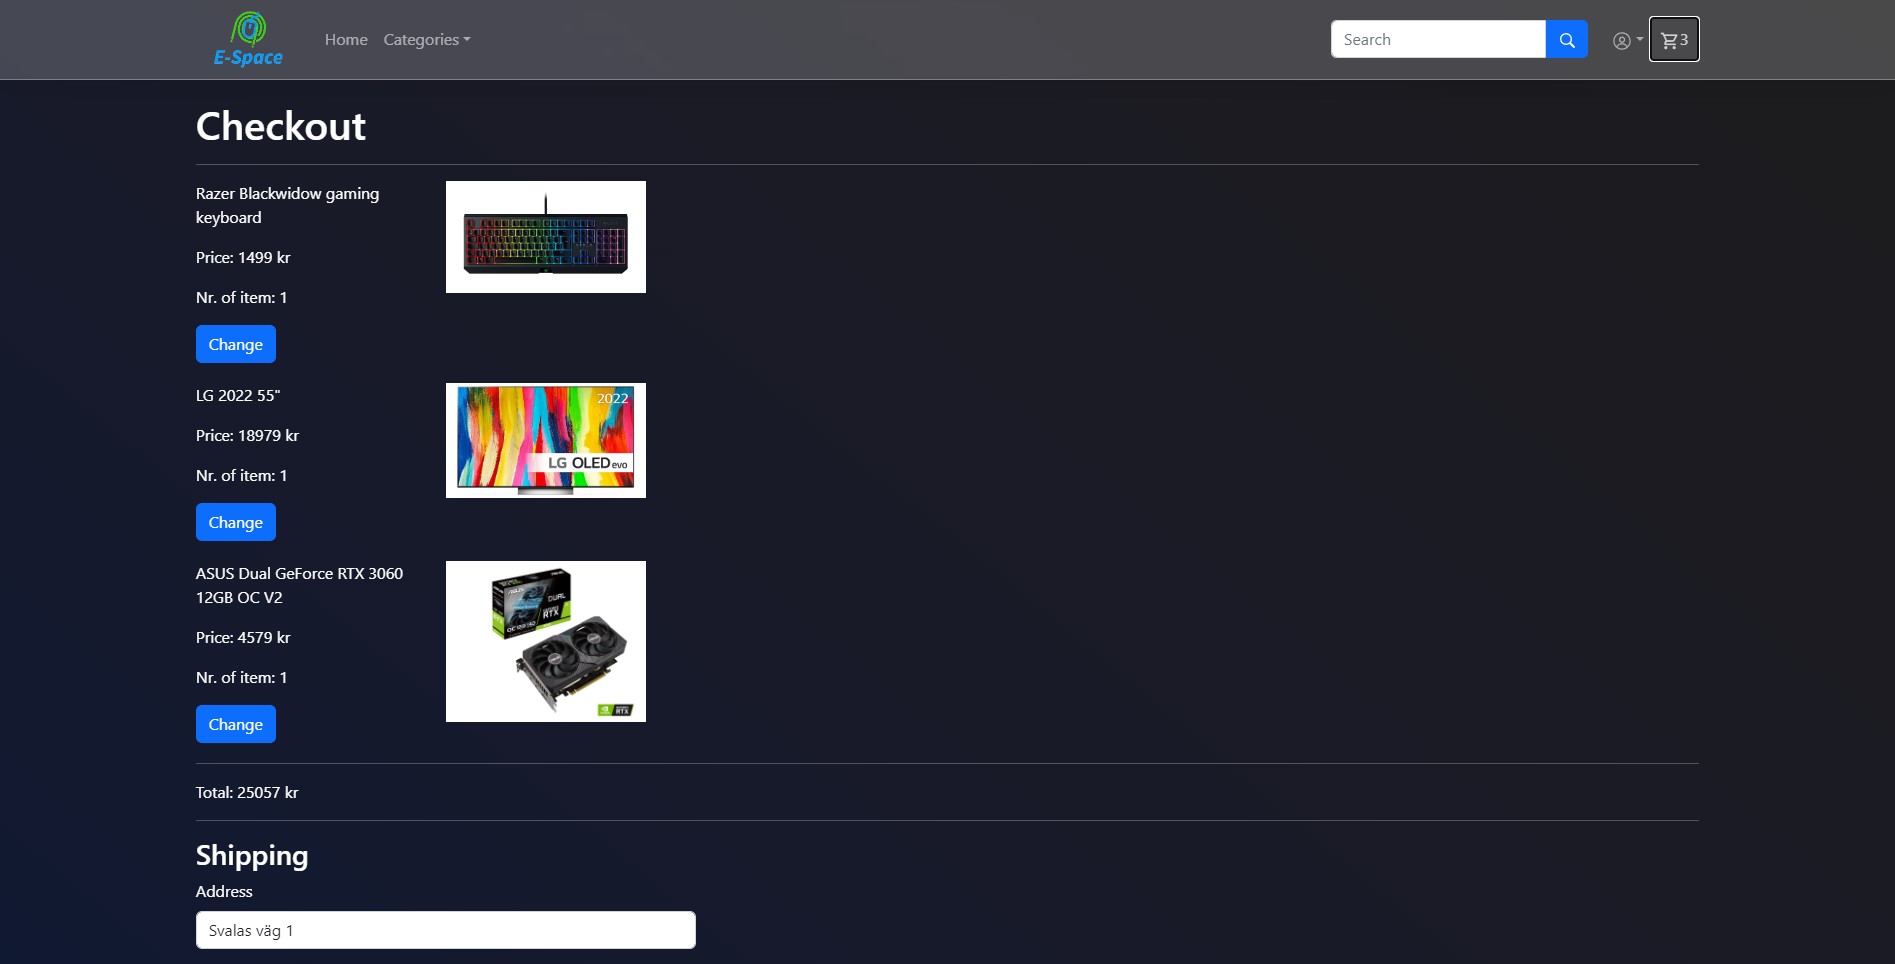 E-Space
Home Categories
Search
3
Checkout
Razer Blackwidow gaming
keyboard
Price: 1499 kr
Nr. of item: 1
Change
LG 2022 55"
2022
LG OLED evo
Price: 18979 kr
Nr. of item: 1
Change
ASUS Dual GeForce RTX 3060
12GB OC V2
DUAL
RTX
RTX
Price: 4579 kr
Nr. of item: 1
Change
Total: 25057 kr
Shipping
Address
Svalas väg 1